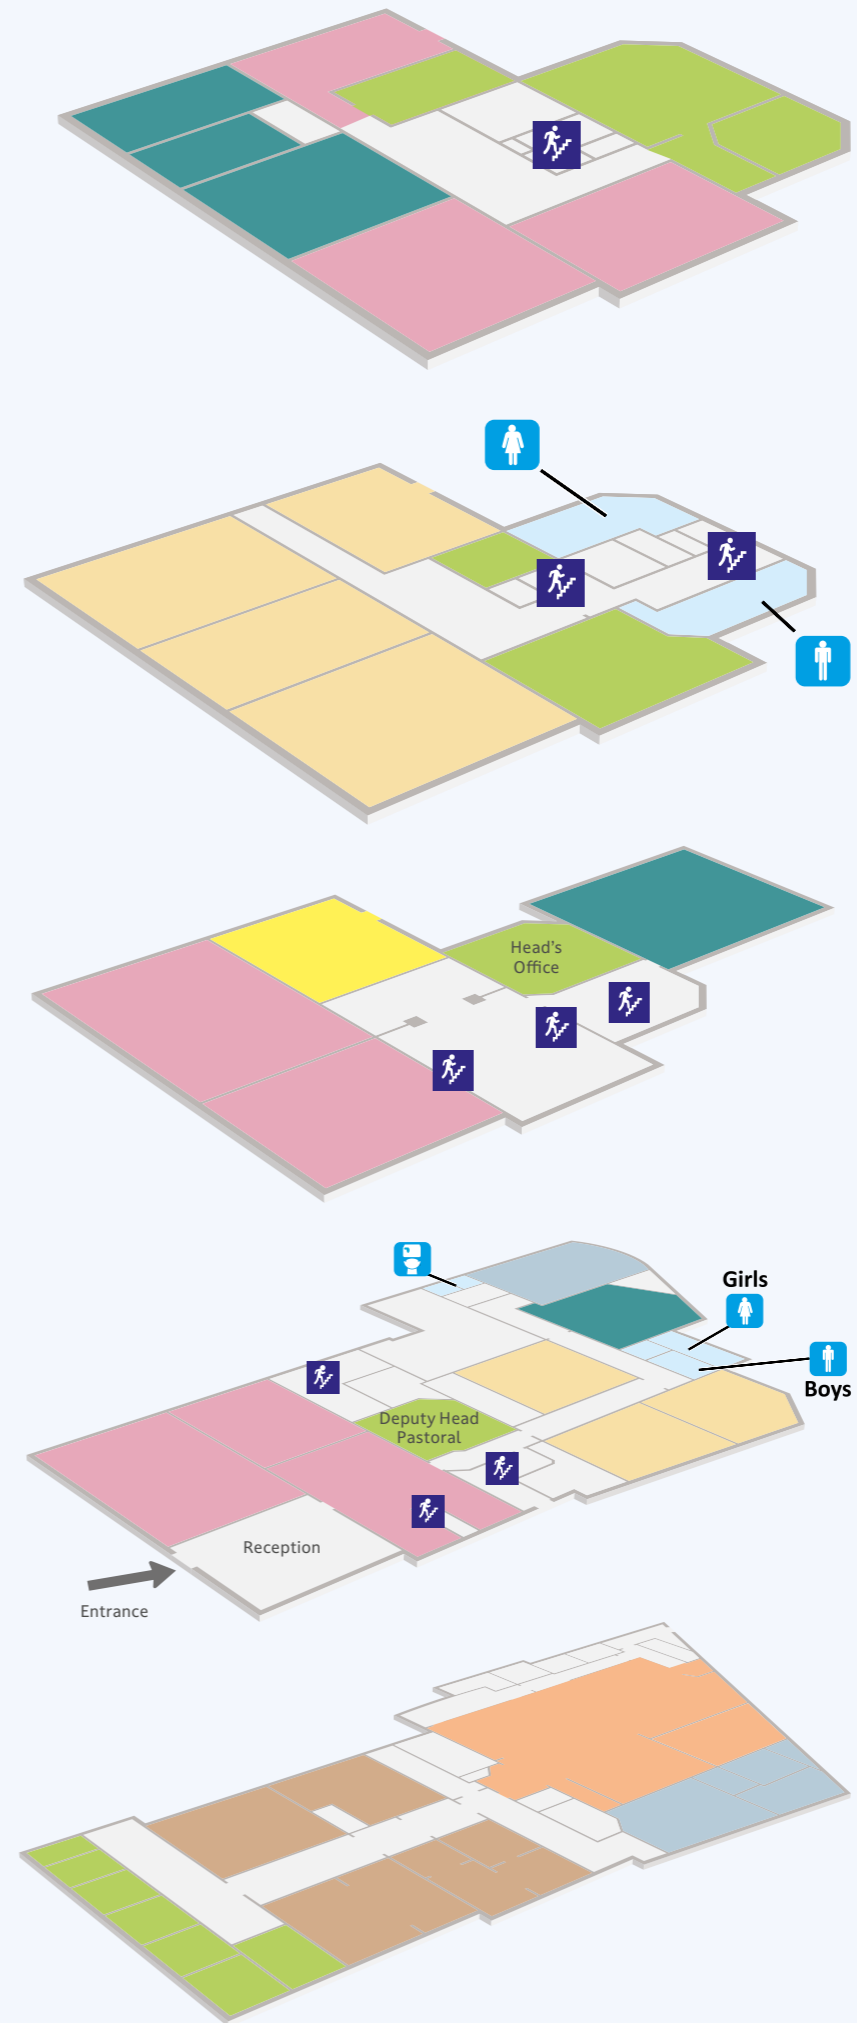 Head's
Office
Girls
Boys
Deputy Head
Pastoral
Reception
Entrance